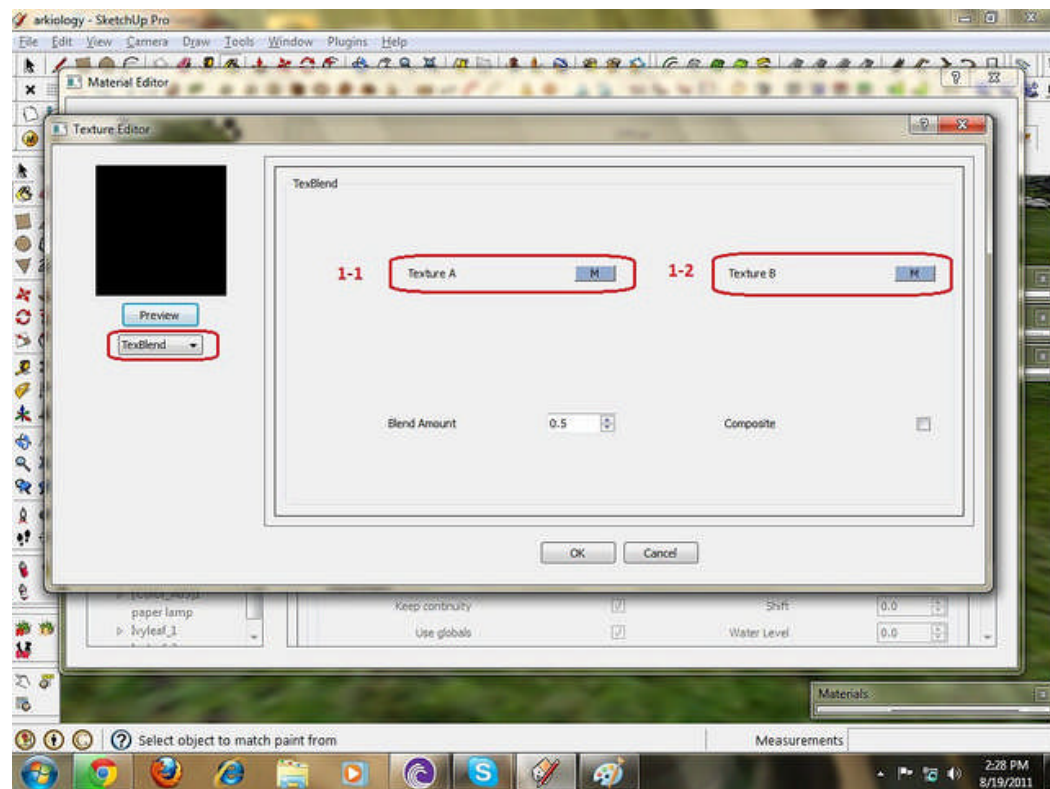 arkiology - SketchUp Pro
File Edit View Camera Draw Tools Window Plugins Help
Material Editor
Texture Editor
TexBlend
1-1 Texture A M 1-2 Texture B M
Preview
TexBlend
Blend Amount 0.5 Composite
OK Cancel
paper lamp Keep continuity Shift 0.0
Ivyleaf_1 Use globals Water Level 0.0
Materials
Select object to match paint from Measurements
2:28 PM
8/19/2011